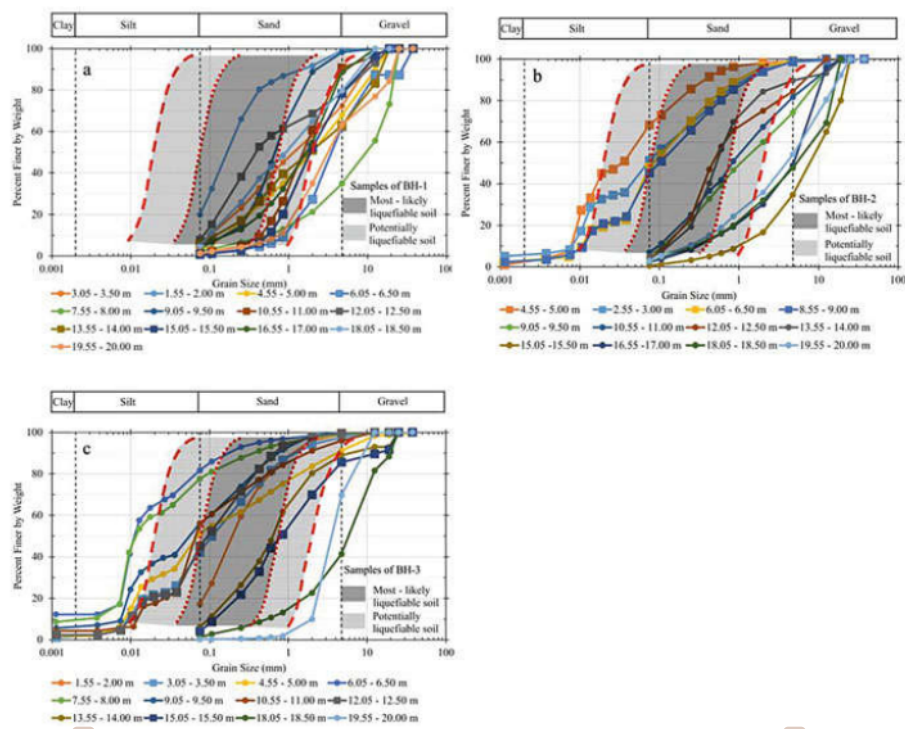 Clay Silt Sand Gravel
a
100
80
60
40
20
0
Percent Finer by Weight
Samples of BH-1
Most - likely
liquefiable soil
Potentially
liquefiable soil
0.001 0.01 0.1 1 10 100
Grain Size (mm)
3.05 - 3.50 m 1.55 - 2.00 m 4.55 - 5.00 m 6.05 - 6.50 m
7.55 - 8.00 m 9.05 - 9.50 m 10.55 - 11.00 m 12.05 - 12.50 m
13.55 - 14.00 m 15.05 - 15.50 m 16.55 - 17.00 m 18.05 - 18.50 m
19.55 - 20.00 m
Clay Silt Sand Gravel
b
100
80
60
40
20
0
Percent Finer by Weight
Samples of BH-2
Most - likely
liquefiable soil
Potentially
liquefiable soil
0.001 0.01 0.1 1 10 100
Grain Size (mm)
4.55 - 5.00 m 2.55 - 3.00 m 6.05 - 6.50 m 8.55 - 9.00 m
9.05 - 9.50 m 10.55 - 11.00 m 12.05 - 12.50 m 13.55 - 14.00 m
15.05 -15.50 m 16.55 -17.00 m 18.05 - 18.50 m 19.55 - 20.00 m
Clay Silt Sand Gravel
c
100
80
60
40
20
0
Percent Finer by Weight
Samples of BH-3
Most - likely
liquefiable soil
Potentially
liquefiable soil
0.001 0.01 0.1 1 10 100
Grain Size (mm)
1.55 - 2.00 m 3.05 - 3.50 m 4.55 - 5.00 m 6.05 - 6.50 m
7.55 - 8.00 m 9.05 - 9.50 m 10.55 - 11.00 m 12.05 - 12.50 m
13.55 - 14.00 m 15.05 - 15.50 m 18.05 - 18.50 m 19.55 - 20.00 m